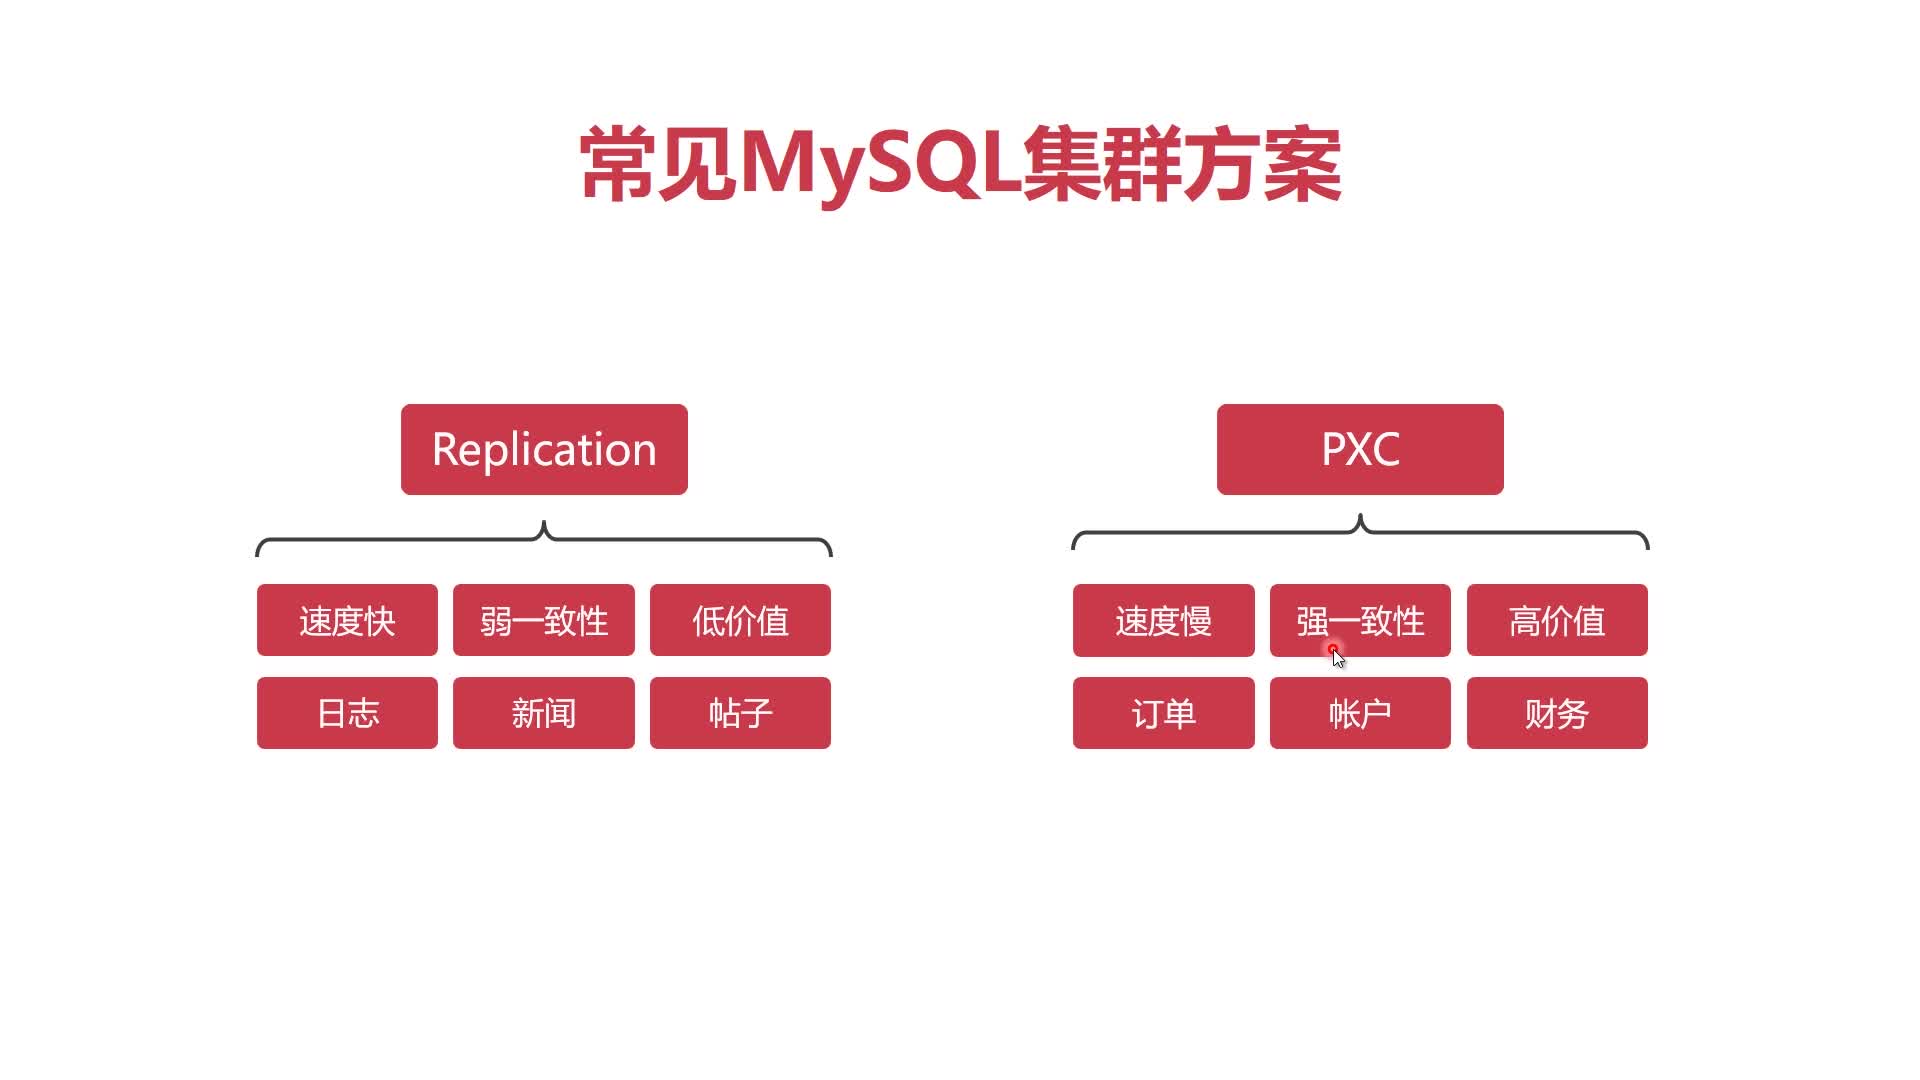 常见MySQL集群方案
Replication
速度快 弱一致性 低价值
日志 新闻 帖子
PXC
速度慢 强一致性 高价值
订单 帐户 财务